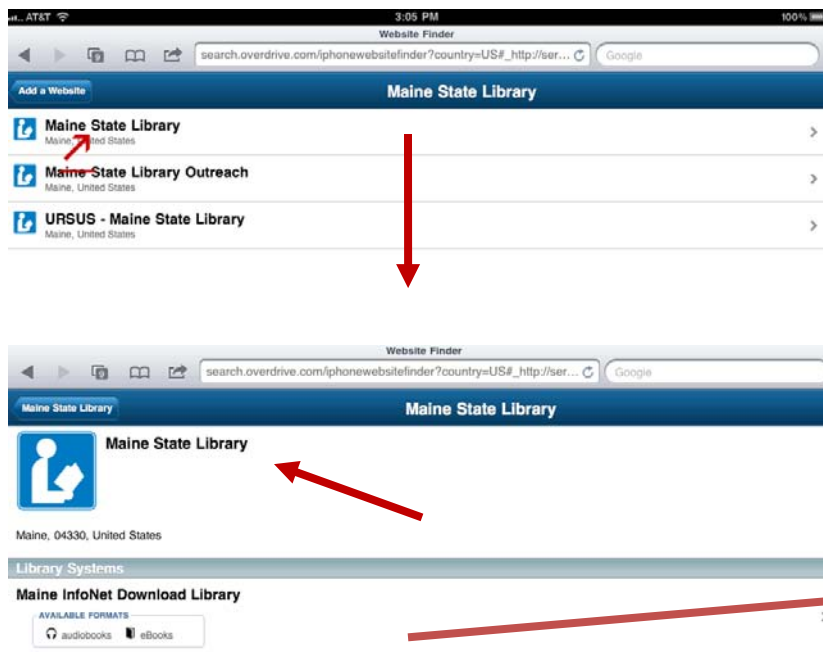 AT&T 3:05 PM 100%
Website Finder
search.overdrive.com/iphonewebsitefinder?country=US#_http://ser... Google
Add a Website Maine State Library
Maine State Library
Maine, United States
Maine State Library Outreach
Maine, United States
URSUS - Maine State Library
Maine, United States
Website Finder
search.overdrive.com/iphonewebsitefinder?country=US#_http://ser... Google
Maine State Library Maine State Library
Maine State Library
Maine, 04330, United States
Library Systems
Maine InfoNet Download Library
AVAILABLE FORMATS
audiobooks eBooks